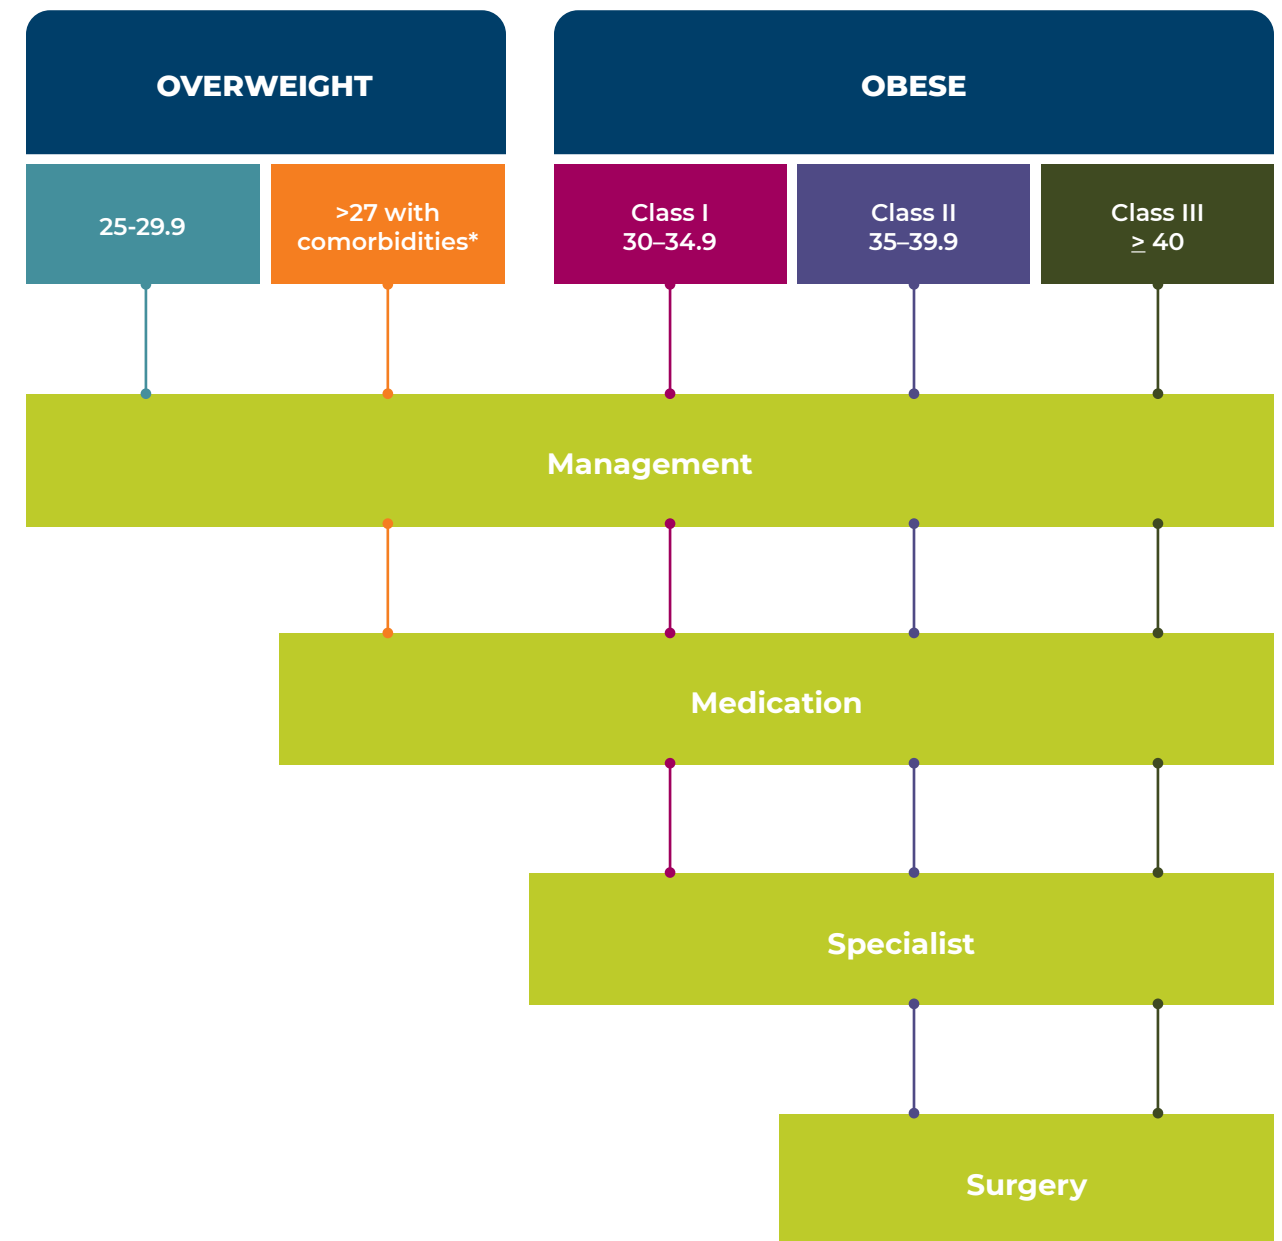 OVERWEIGHT
OBESE
25-29.9
>27 with
comorbidities*
Class I
30–34.9
Class II
35–39.9
Class III
≥ 40
Management
Medication
Specialist
Surgery